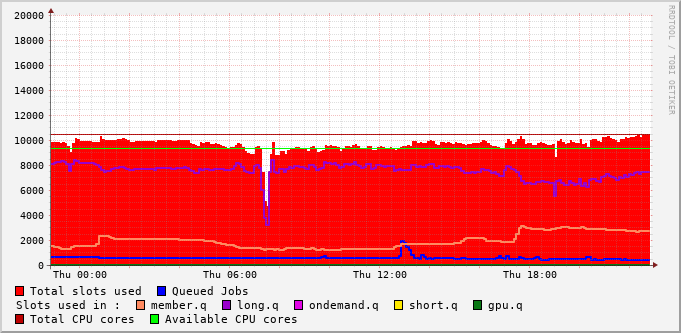 RRDTOOL / TOBI OETIKER
20000
18000
16000
14000
12000
10000
8000
6000
4000
2000
0
Thu 00:00 Thu 06:00 Thu 12:00 Thu 18:00
Total slots used Queued Jobs
Slots used in : member.q long.q ondemand.q short.q gpu.q
Total CPU cores Available CPU cores